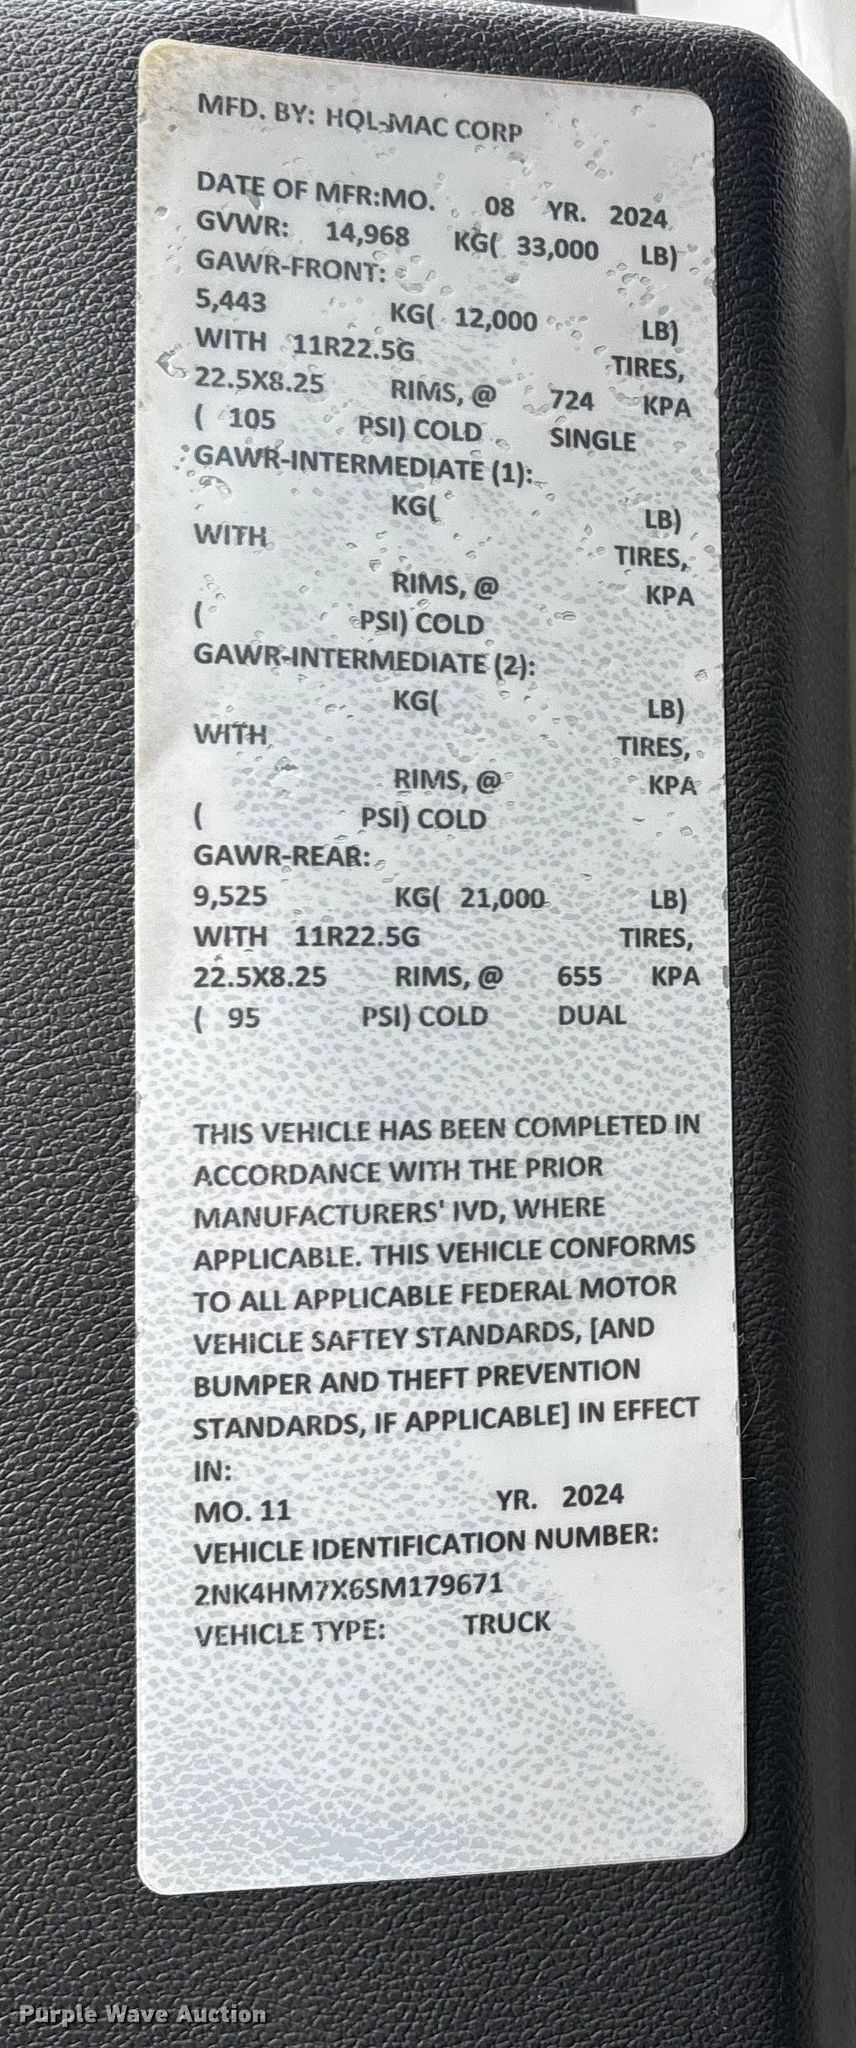 MFD. BY: HOL-MAC CORP
DATE OF MFR:MO. 08 YR. 2024
GVWR: 14,968 KG( 33,000 LB)
GAWR-FRONT:
5,443 KG( 12,000 LB)
WITH 11R22.5G TIRES,
22.5X8.25 RIMS, @ 724 KPA
( 105 PSI) COLD SINGLE
GAWR-INTERMEDIATE (1):
KG( LB)
WITH TIRES,
RIMS, @ KPA
( PSI) COLD
GAWR-INTERMEDIATE (2):
KG( LB)
WITH TIRES,
RIMS, @ KPA
( PSI) COLD
GAWR-REAR:
9,525 KG( 21,000 LB)
WITH 11R22.5G TIRES,
22.5X8.25 RIMS, @ 655 KPA
( 95 PSI) COLD DUAL
THIS VEHICLE HAS BEEN COMPLETED IN
ACCORDANCE WITH THE PRIOR
MANUFACTURERS' IVD, WHERE
APPLICABLE. THIS VEHICLE CONFORMS
TO ALL APPLICABLE FEDERAL MOTOR
VEHICLE SAFTEY STANDARDS, [AND
BUMPER AND THEFT PREVENTION
STANDARDS, IF APPLICABLE] IN EFFECT
IN:
MO. 11 YR. 2024
VEHICLE IDENTIFICATION NUMBER:
2NK4HM7X6SM179671
VEHICLE TYPE: TRUCK
Purple Wave Auction